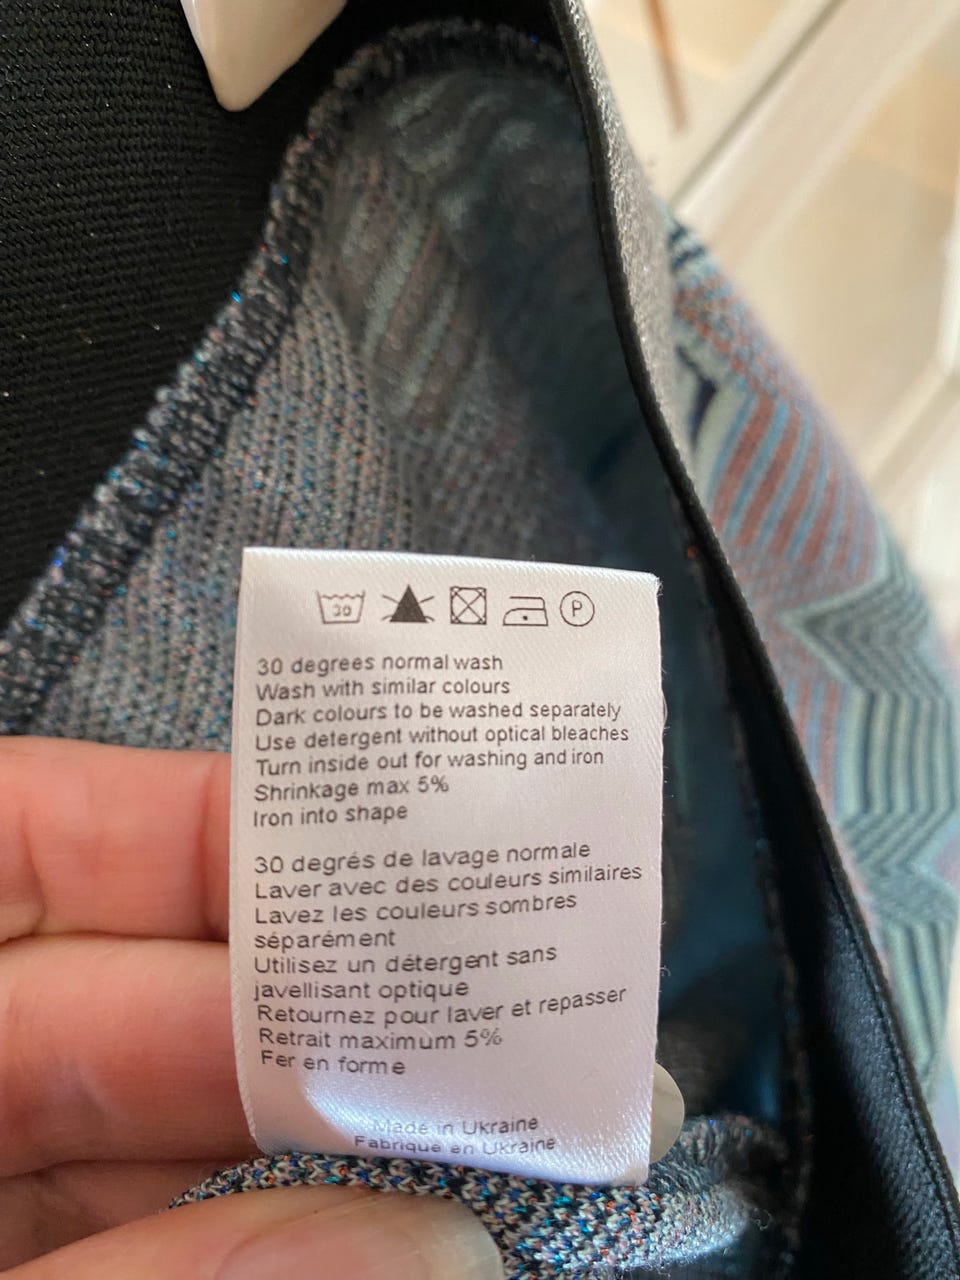 30 P
30 degrees normal wash
Wash with similar colours
Dark colours to be washed separately
Use detergent without optical bleaches
Turn inside out for washing and iron
Shrinkage max 5%
Iron into shape
30 degrés de lavage normale
Laver avec des couleurs similaires
Lavez les couleurs sombres
séparément
Utilisez un détergent sans
javellisant optique
Retournez pour laver et repasser
Retrait maximum 5%
Fer en forme
Made in Ukraine
Fabrique en Ukraine